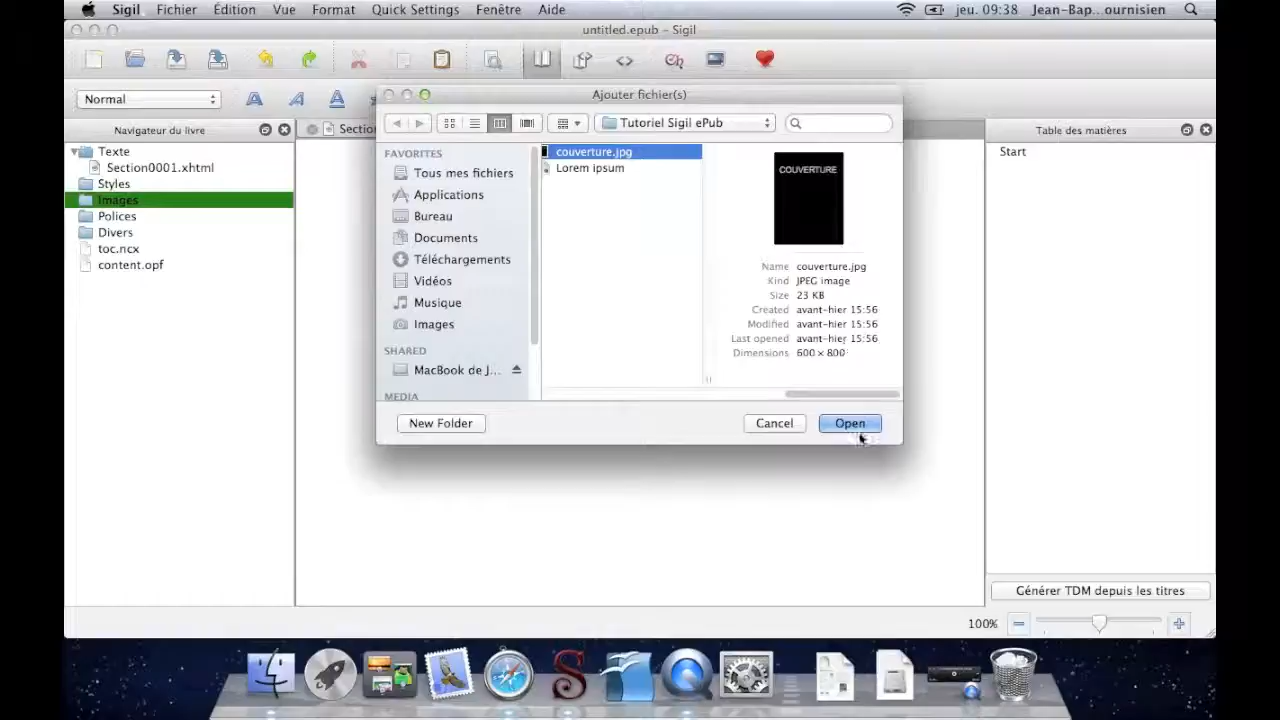 Sigil Fichier Édition Vue Format Quick Settings Fenêtre Aide jeu. 09:38 Jean-Bap...ournisien
untitled.epub – Sigil
Normal
Navigateur du livre
Texte
Section0001.xhtml
Styles
Images
Polices
Divers
toc.ncx
content.opf
Sectio
Ajouter fichier(s)
Tutoriel Sigil ePub
FAVORITES
Tous mes fichiers
Applications
Bureau
Documents
Téléchargements
Vidéos
Musique
Images
SHARED
MacBook de J...
MEDIA
couverture.jpg
Lorem ipsum
COUVERTURE
Name couverture.jpg
Kind JPEG image
Size 23 KB
Created avant-hier 15:56
Modified avant-hier 15:56
Last opened avant-hier 15:56
Dimensions 600 × 800
New Folder Cancel Open
Table des matières
Start
Générer TDM depuis les titres
100%